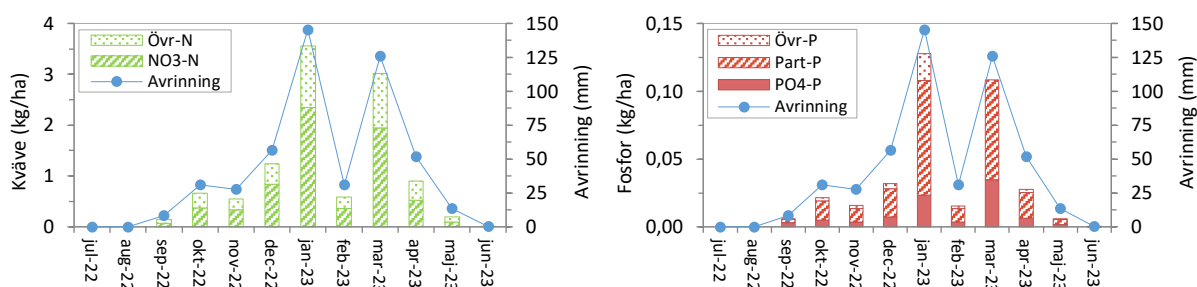 Kväve (kg/ha)
4
3
2
1
0
Övr-N
NO3-N
Avrinning
150
125
100
75
50
25
0
Avrinning (mm)
jul-22
aug-22
sep-22
okt-22
nov-22
dec-22
jan-23
feb-23
mar-23
apr-23
maj-23
jun-23
Fosfor (kg/ha)
0,15
0,10
0,05
0,00
Övr-P
Part-P
PO4-P
Avrinning
150
125
100
75
50
25
0
Avrinning (mm)
jul-22
aug-22
sep-22
okt-22
nov-22
dec-22
jan-23
feb-23
mar-23
apr-23
maj-23
jun-23